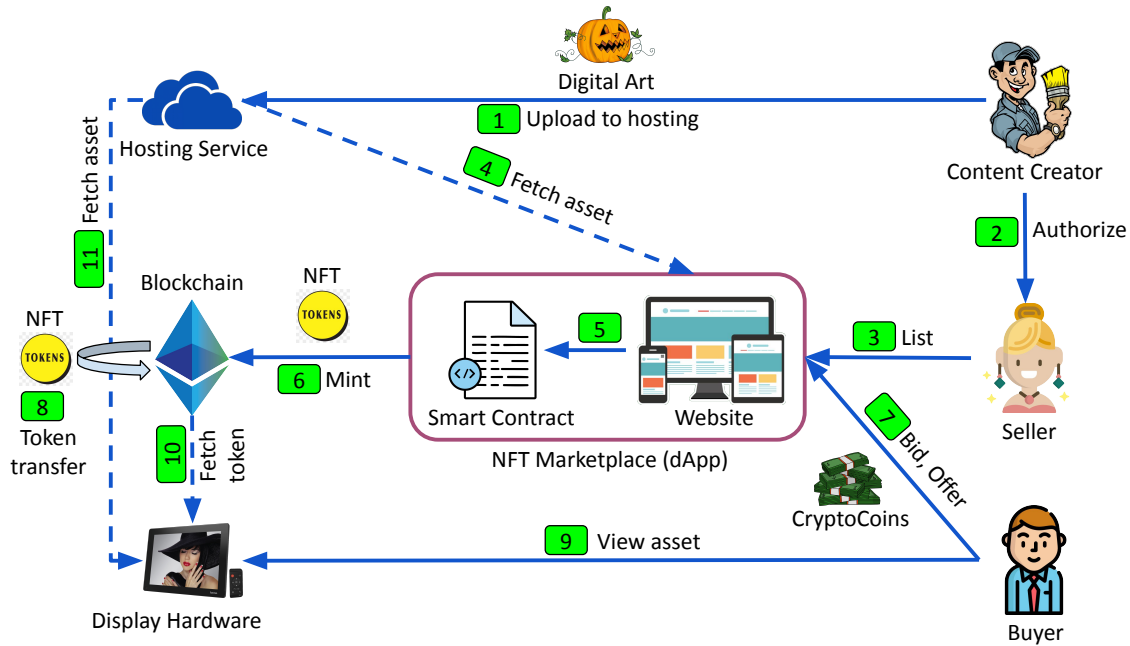 Digital Art
1 Upload to hosting
Hosting Service
Content Creator
4 Fetch asset
2 Authorize
11 Fetch asset
Blockchain
NFT
TOKENS
NFT
TOKENS
5
3 List
6 Mint
Smart Contract
Website
Seller
8
Token
transfer
10 Fetch
token
NFT Marketplace (dApp)
7 Bid, Offer
CryptoCoins
9 View asset
Display Hardware
Buyer